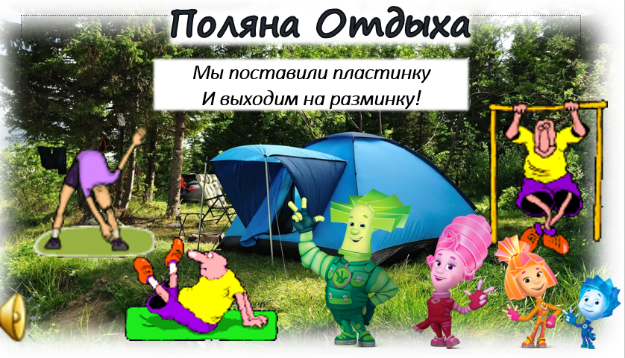 Поляна Отдыха
Мы поставили пластинку
И выходим на разминку!